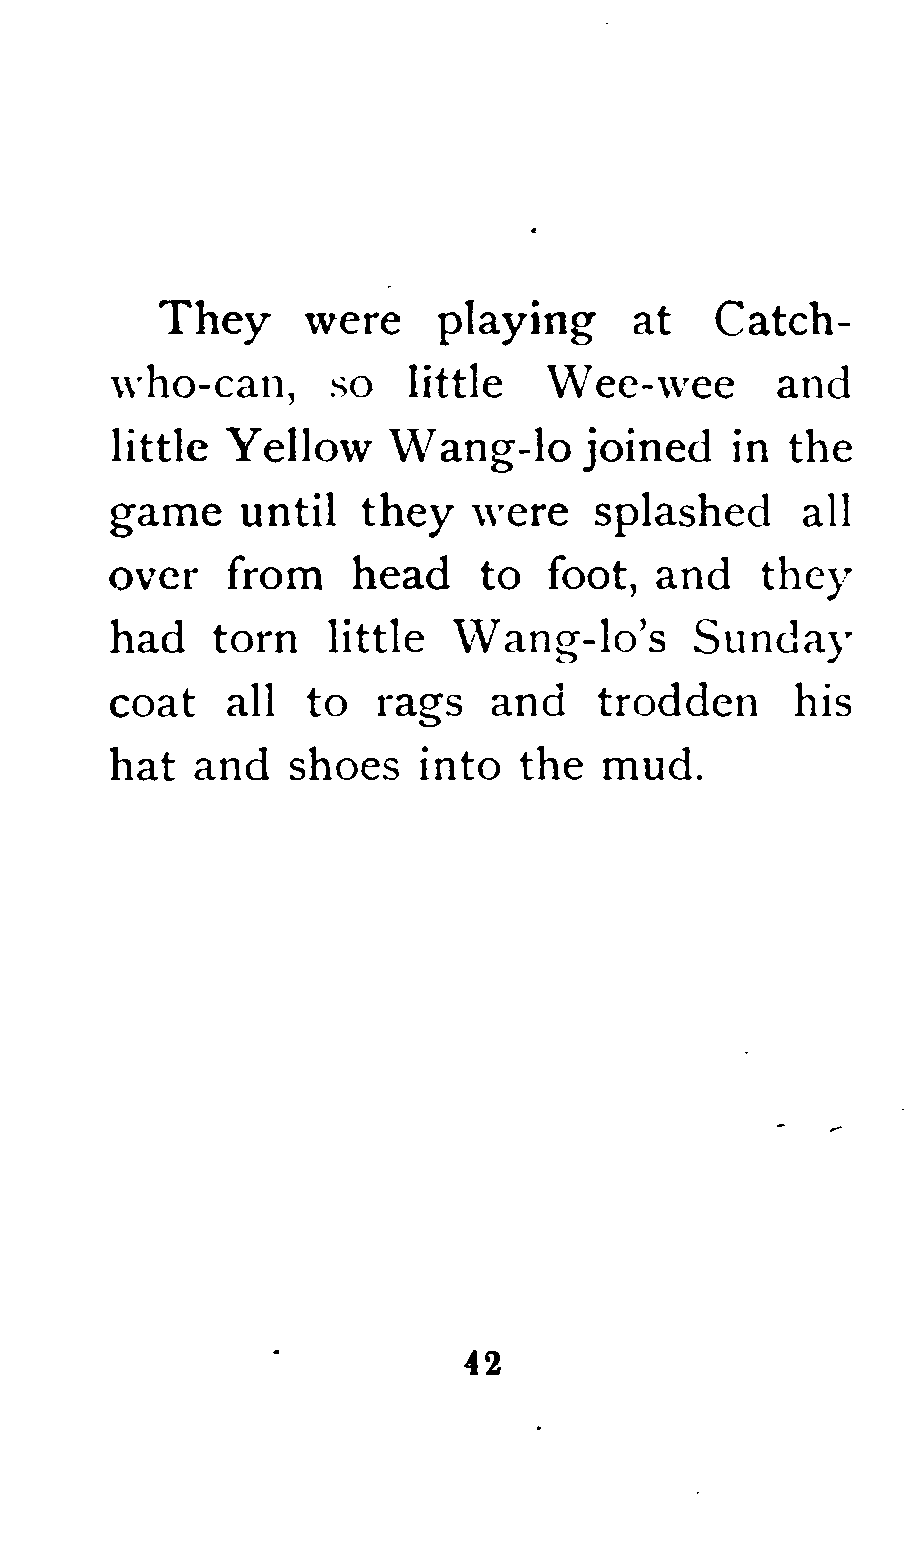 They were playing at Catch-
who-can, so little Wee-wee and
little Yellow Wang-lo joined in the
game until they were splashed all
over from head to foot, and they
had torn little Wang-lo's Sunday
coat all to rags and trodden his
hat and shoes into the mud.
42